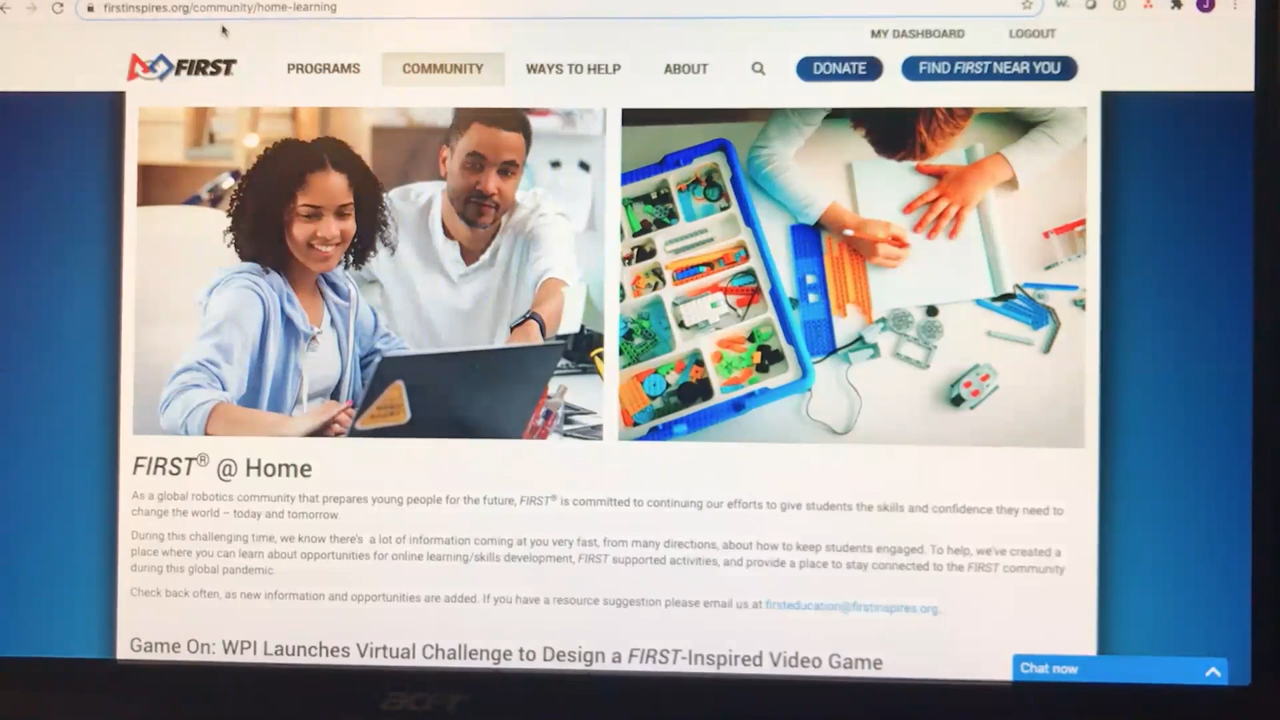 firstinspires.org/community/home-learning
MY DASHBOARD LOGOUT
FIRST PROGRAMS COMMUNITY WAYS TO HELP ABOUT DONATE FIND FIRST NEAR YOU
FIRST® @ Home
As a global robotics community that prepares young people for the future, FIRST® is committed to continuing our efforts to give students the skills and confidence they need to
change the world – today and tomorrow.
During this challenging time, we know there's a lot of information coming at you very fast, from many directions, about how to keep students engaged. To help, we've created a
place where you can learn about opportunities for online learning/skills development, FIRST supported activities, and provide a place to stay connected to the FIRST community
during this global pandemic.
Check back often, as new information and opportunities are added. If you have a resource suggestion please email us at firsteducation@firstinspires.org.
Game On: WPI Launches Virtual Challenge to Design a FIRST-Inspired Video Game
Chat now
acer